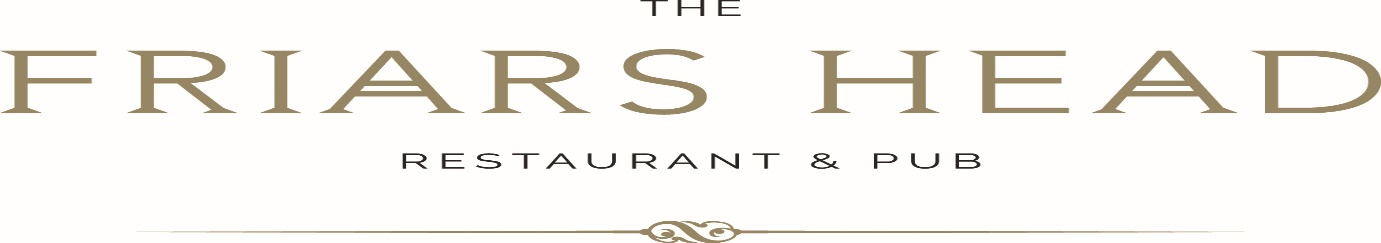 THE
FRIARS HEAD
RESTAURANT & PUB